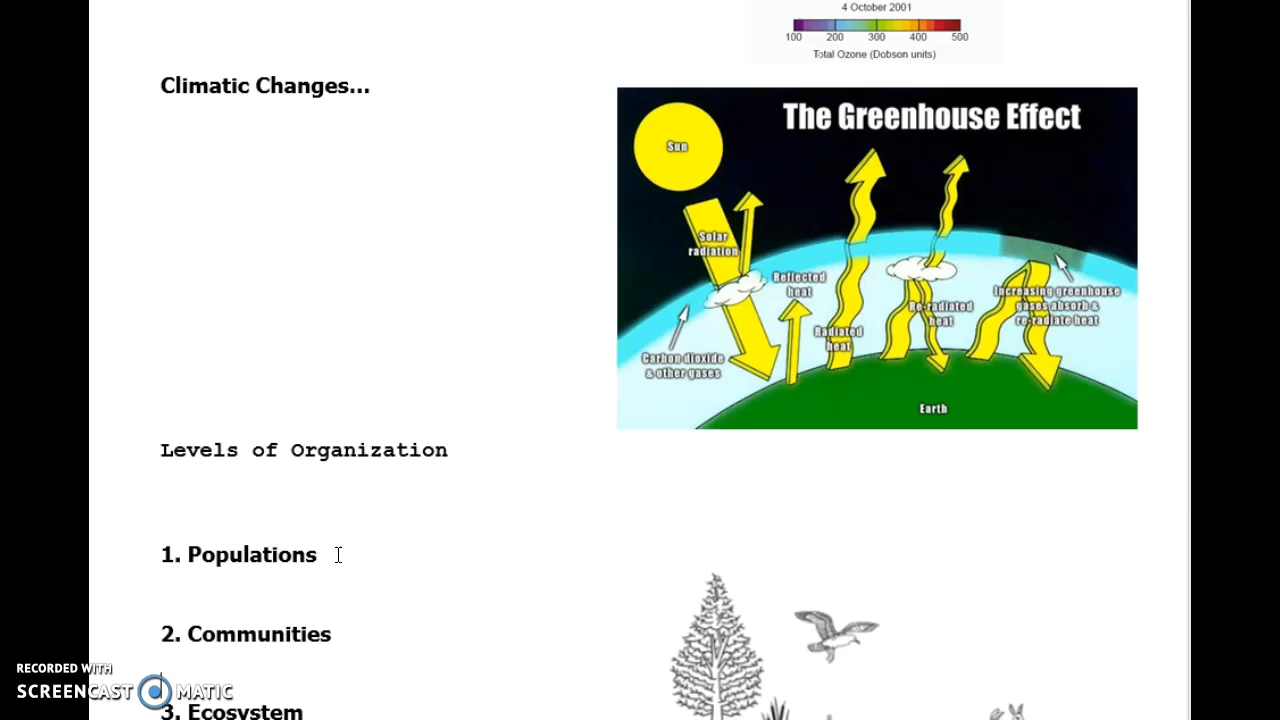 4 October 2001
100 200 300 400 500
Total Ozone (Dobson units)
Climatic Changes...
The Greenhouse Effect
Sun
Solar
radiation
Reflected
heat
Carbon dioxide
& other gases
Radiated
heat
Re-radiated
heat
Increasing greenhouse
gases absorb &
re-radiate heat
Earth
Levels of Organization
1. Populations
2. Communities
3. Ecosystem
RECORDED WITH
SCREENCAST MATIC